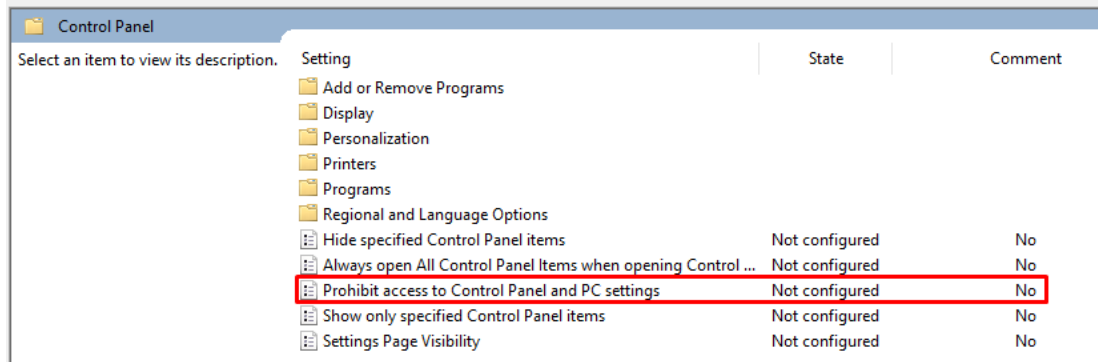 Control Panel
Select an item to view its description.
Setting State Comment
Add or Remove Programs
Display
Personalization
Printers
Programs
Regional and Language Options
Hide specified Control Panel items Not configured No
Always open All Control Panel Items when opening Control ... Not configured No
Prohibit access to Control Panel and PC settings Not configured No
Show only specified Control Panel items Not configured No
Settings Page Visibility Not configured No